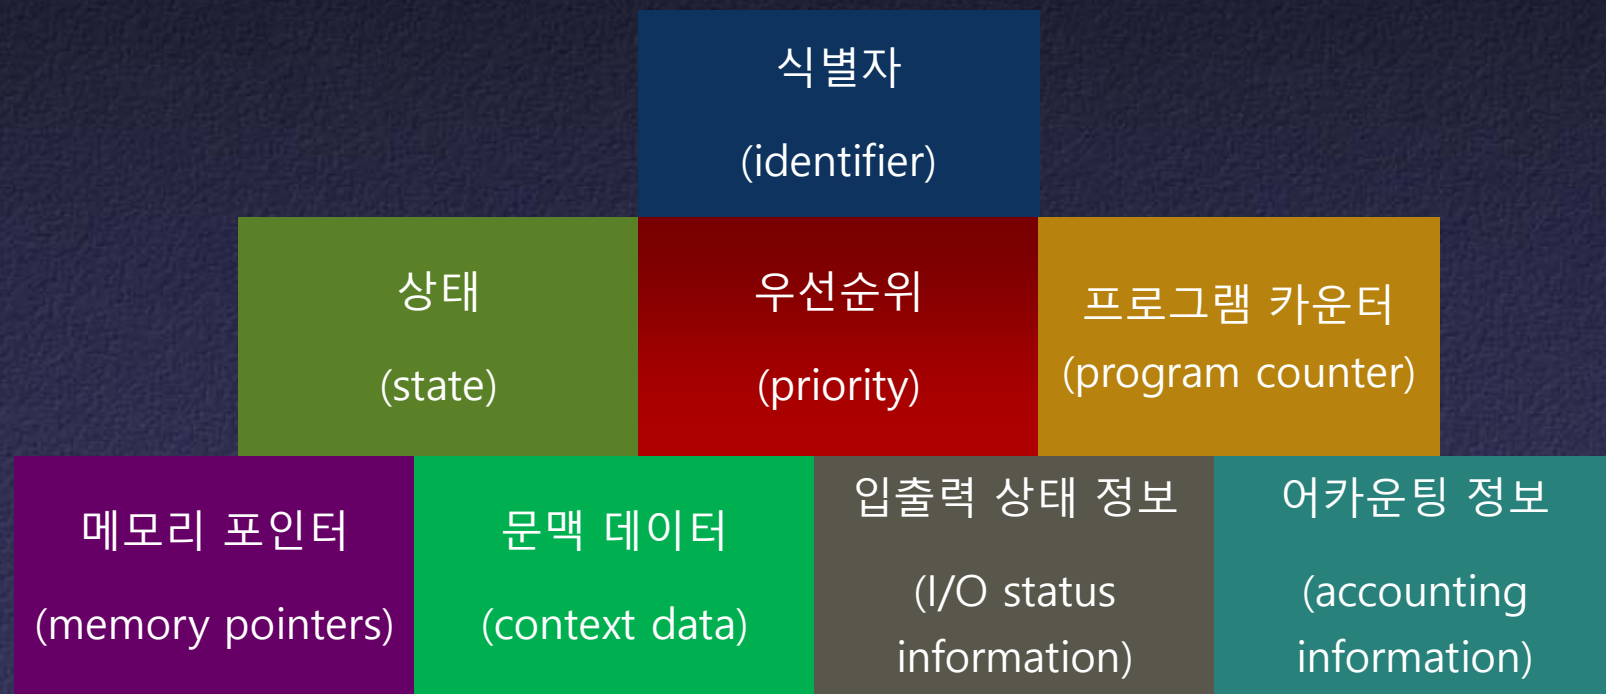 식별자
(identifier)
상태
(state)
우선순위
(priority)
프로그램 카운터
(program counter)
메모리 포인터
(memory pointers)
문맥 데이터
(context data)
입출력 상태 정보
(I/O status
information)
어카운팅 정보
(accounting
information)